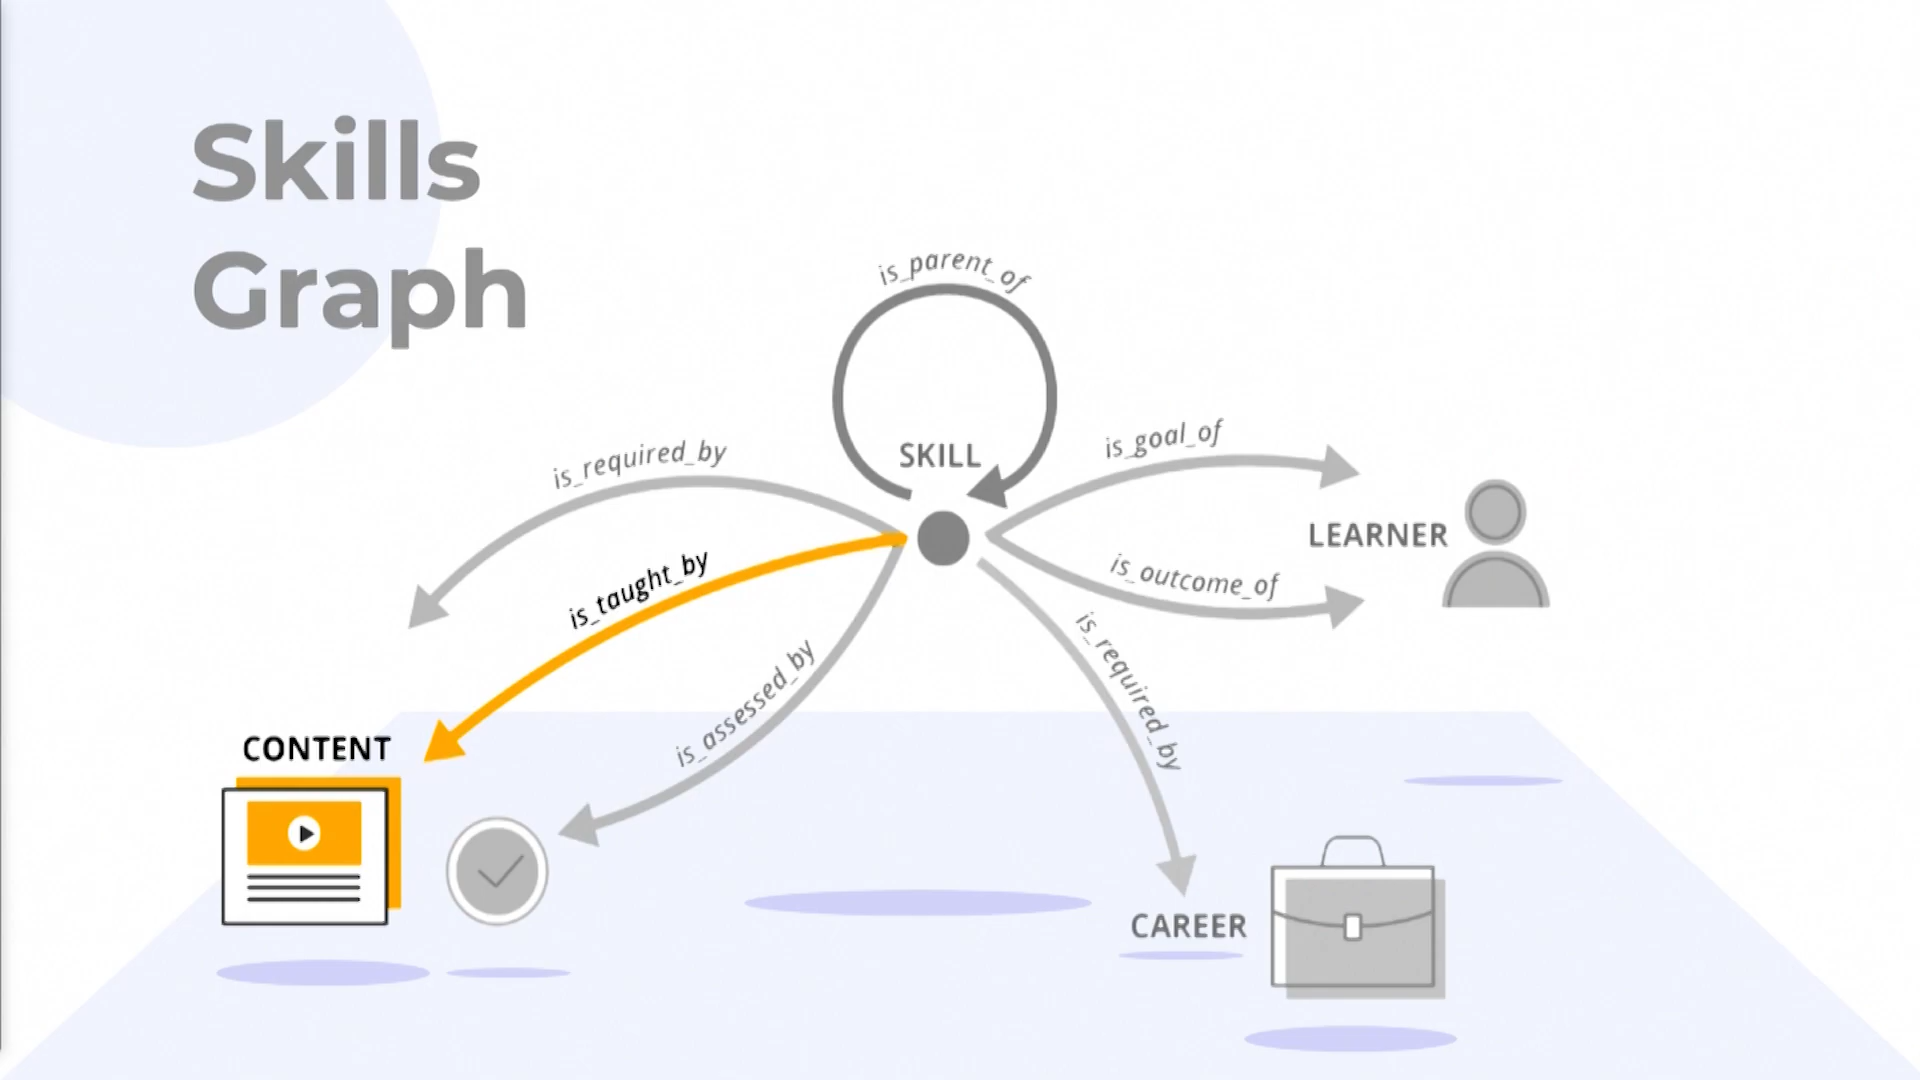 Skills
Graph
is_parent_of
SKILL
is_required_by
is_goal_of
is_taught_by
LEARNER
is_outcome_of
is_assessed_by
is_required_by
CONTENT
CAREER